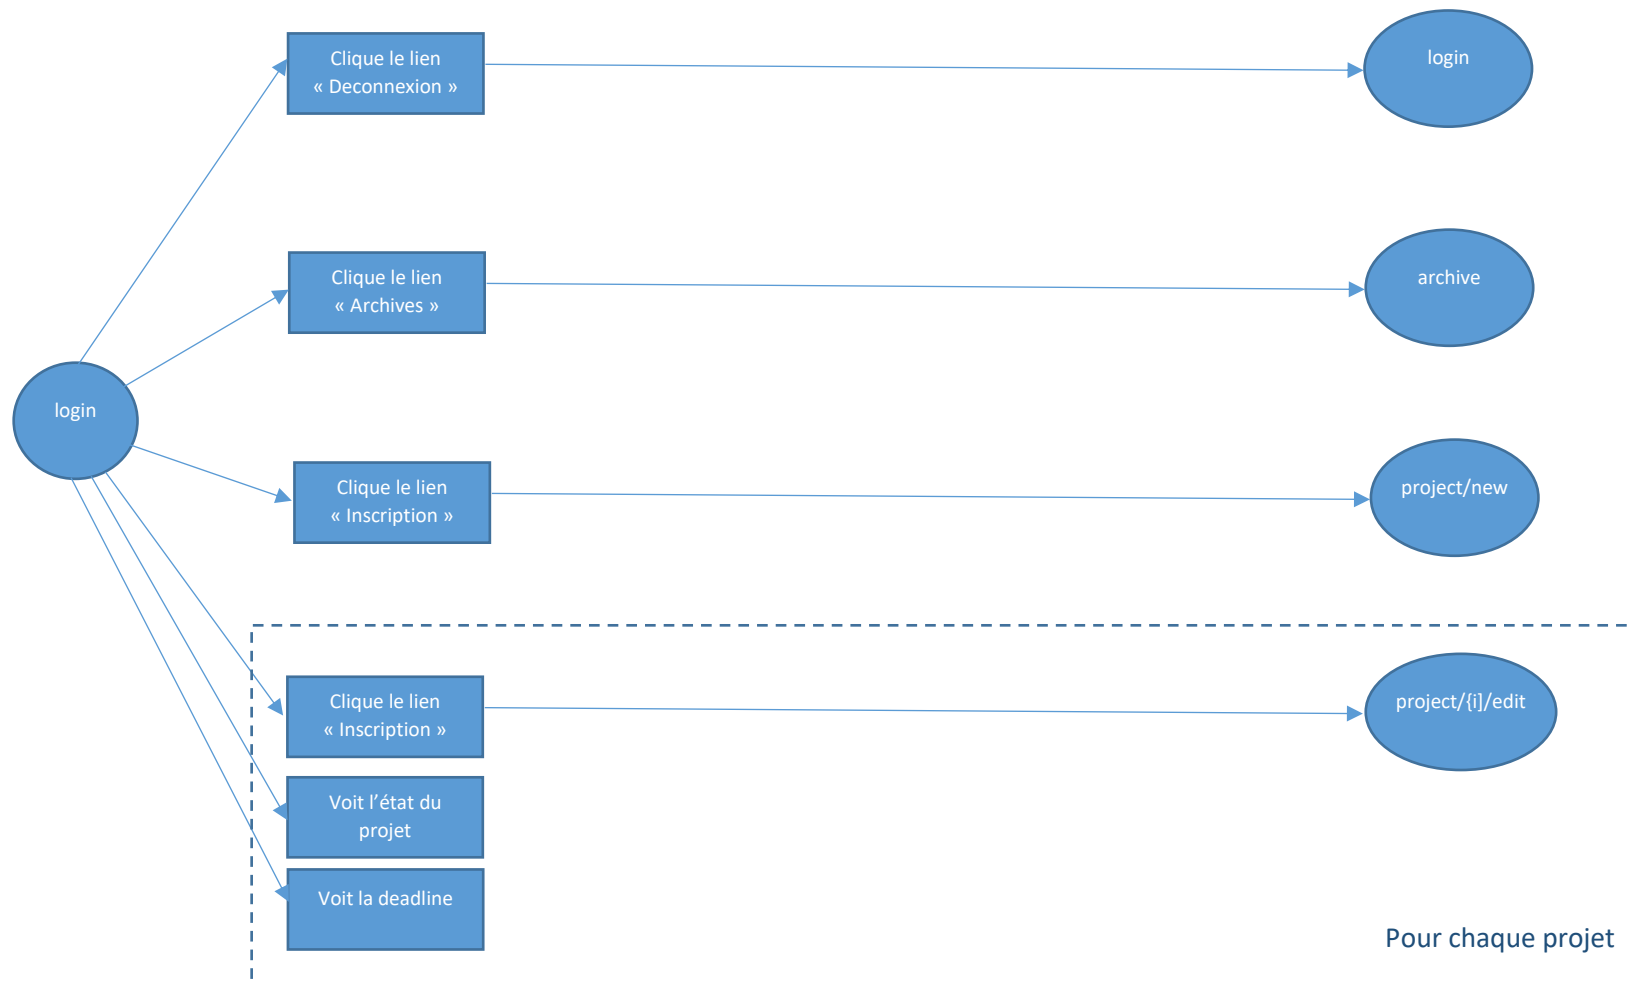 Clique le lien
« Deconnexion »
login
Clique le lien
« Archives »
archive
login
Clique le lien
« Inscription »
project/new
Clique le lien
« Inscription »
project/{i]/edit
Voit l’état du
projet
Voit la deadline
Pour chaque projet